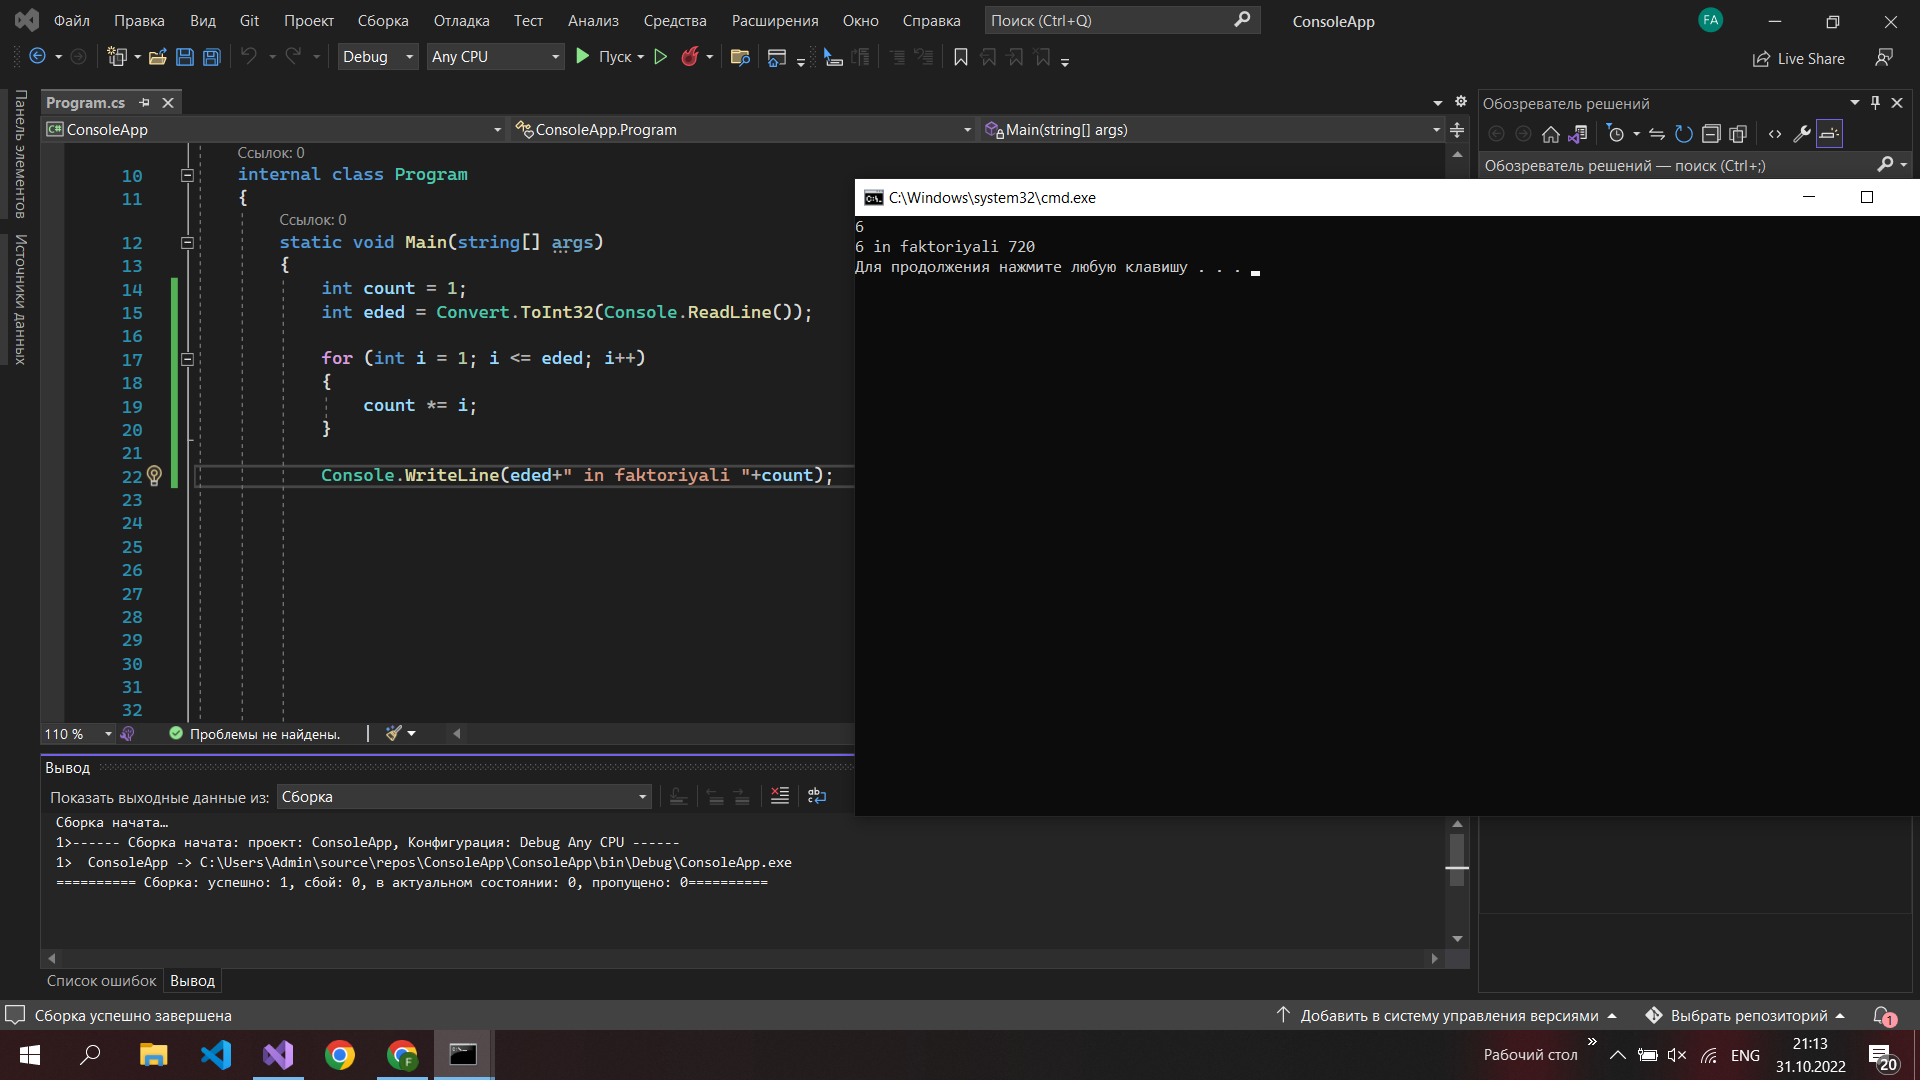 Файл Правка Вид Git Проект Сборка Отладка Тест Анализ Средства Расширения Окно Справка Поиск (Ctrl+Q) ConsoleApp FA
Debug Any CPU Пуск Live Share
Панель элементов
Источники данных
Program.cs
ConsoleApp ConsoleApp.Program Main(string[] args)
Ссылок: 0
10 internal class Program
11 {
Ссылок: 0
12 static void Main(string[] args)
13 {
14 int count = 1;
15 int eded = Convert.ToInt32(Console.ReadLine());
16
17 for (int i = 1; i <= eded; i++)
18 {
19 count *= i;
20 }
21
22 Console.WriteLine(eded+" in faktoriyali "+count);
23
24
25
26
27
28
29
30
31
32
110 % Проблемы не найдены.
Обозреватель решений
Обозреватель решений — поиск (Ctrl+;)
C:\Windows\system32\cmd.exe
6
6 in faktoriyali 720
Для продолжения нажмите любую клавишу . . .
Вывод
Показать выходные данные из: Сборка
Сборка начата…
1>------ Сборка начата: проект: ConsoleApp, Конфигурация: Debug Any CPU ------
1>  ConsoleApp -> C:\Users\Admin\source\repos\ConsoleApp\ConsoleApp\bin\Debug\ConsoleApp.exe
========== Сборка: успешно: 1, сбой: 0, в актуальном состоянии: 0, пропущено: 0==========
Список ошибок Вывод
Сборка успешно завершена Добавить в систему управления версиями Выбрать репозиторий 1
Рабочий стол ENG 21:13
31.10.2022 20